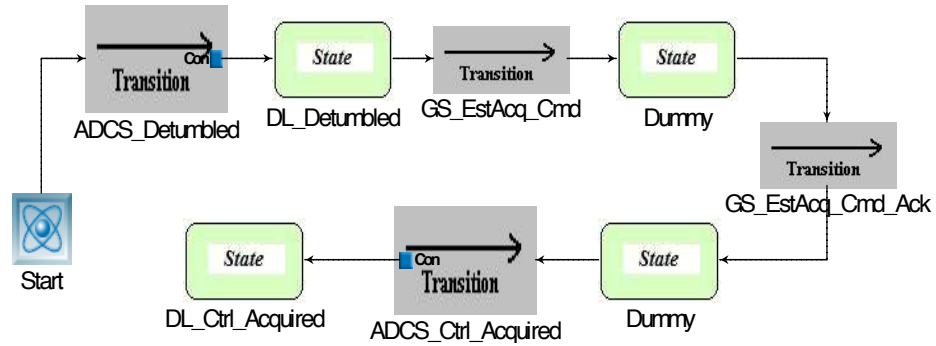 Con
Transition
ADCS_Detumbled
State
DL_Detumbled
Transition
GS_EstAcq_Cmd
State
Dummy
Transition
GS_EstAcq_Cmd_Ack
Start
State
DL_Ctrl_Acquired
Con
Transition
ADCS_Ctrl_Acquired
State
Dummy